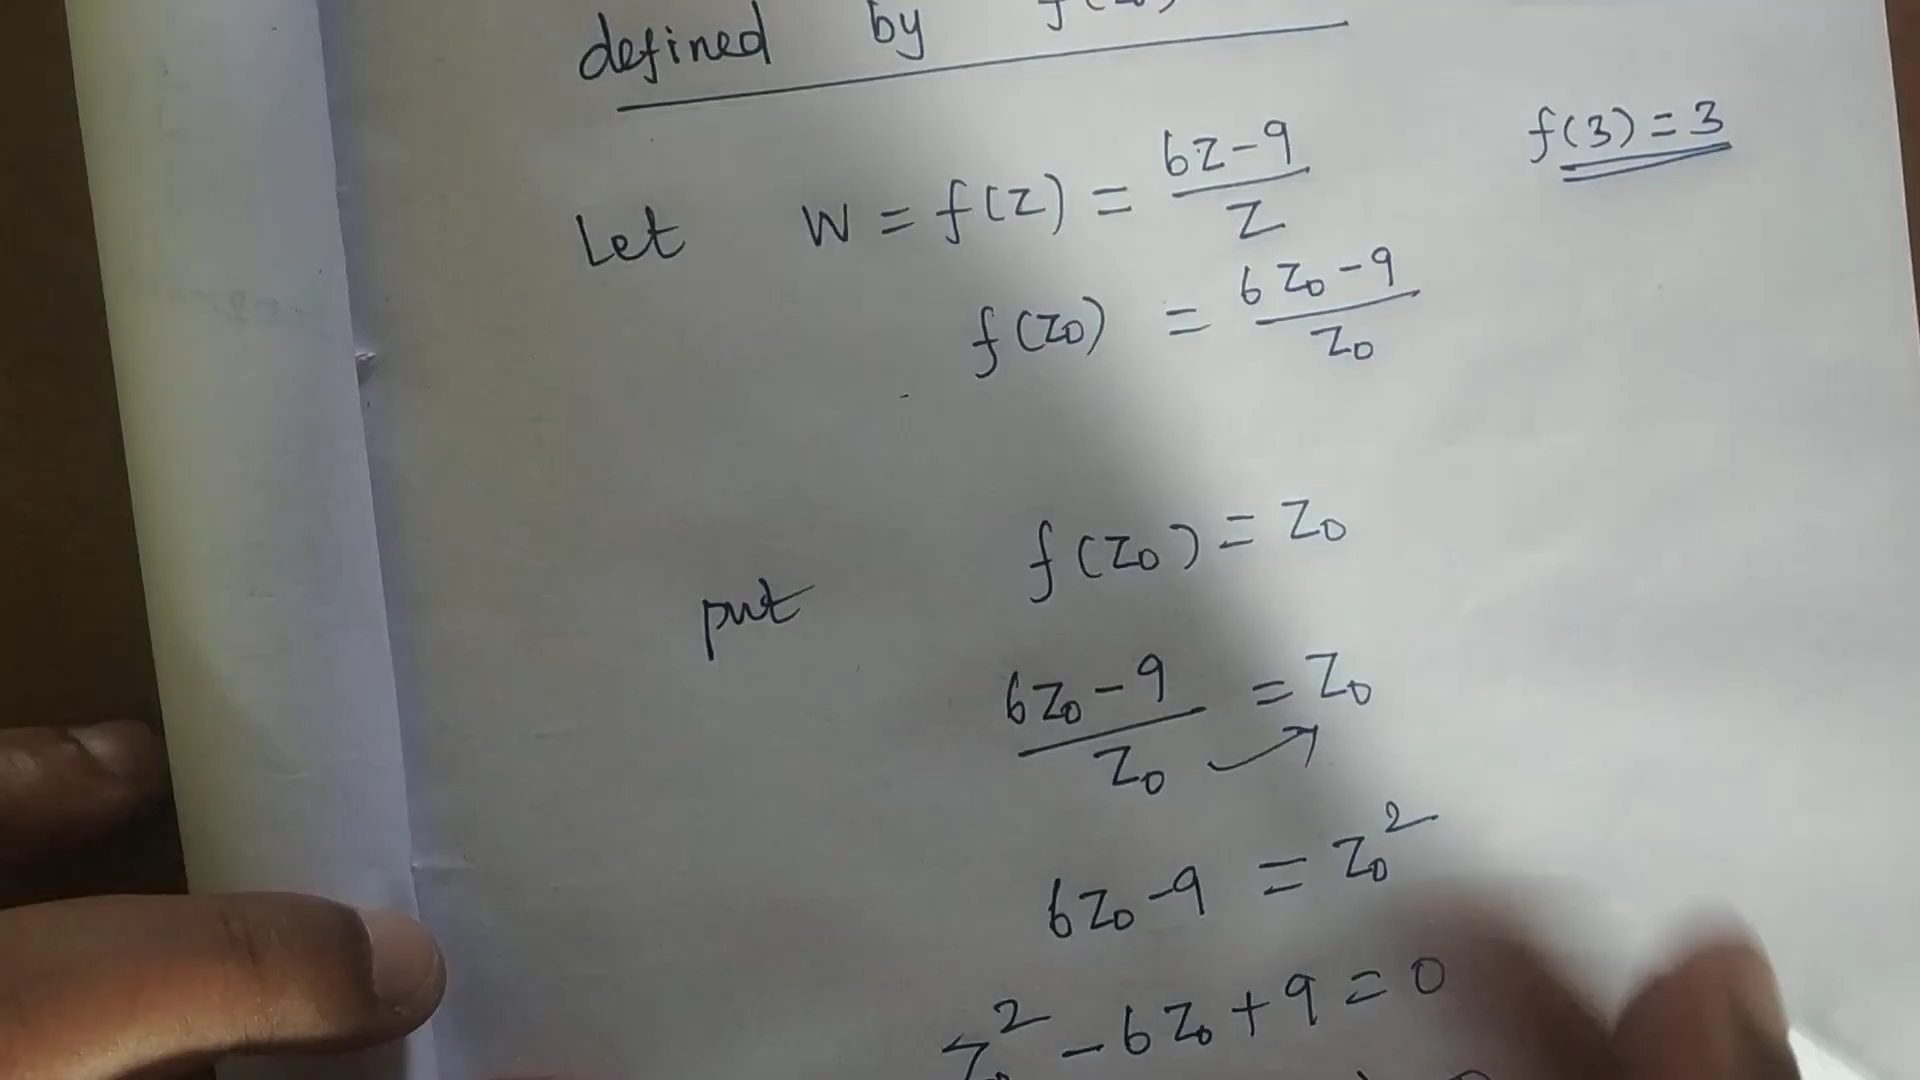 defined by
Let W = f(z) = (6z-9)/z f(3) = 3
f(z₀) = (6z₀-9)/z₀
put f(z₀) = z₀
(6z₀-9)/z₀ = z₀
6z₀-9 = z₀²
z₀² - 6z₀ + 9 = 0